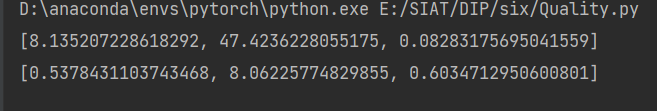 D:\anaconda\envs\pytorch\python.exe E:/SIAT/DIP/six/Quality.py
[8.135207228618292, 47.4236228055175, 0.08283175695041559]
[0.5378431103743468, 8.06225774829855, 0.6034712950600801]